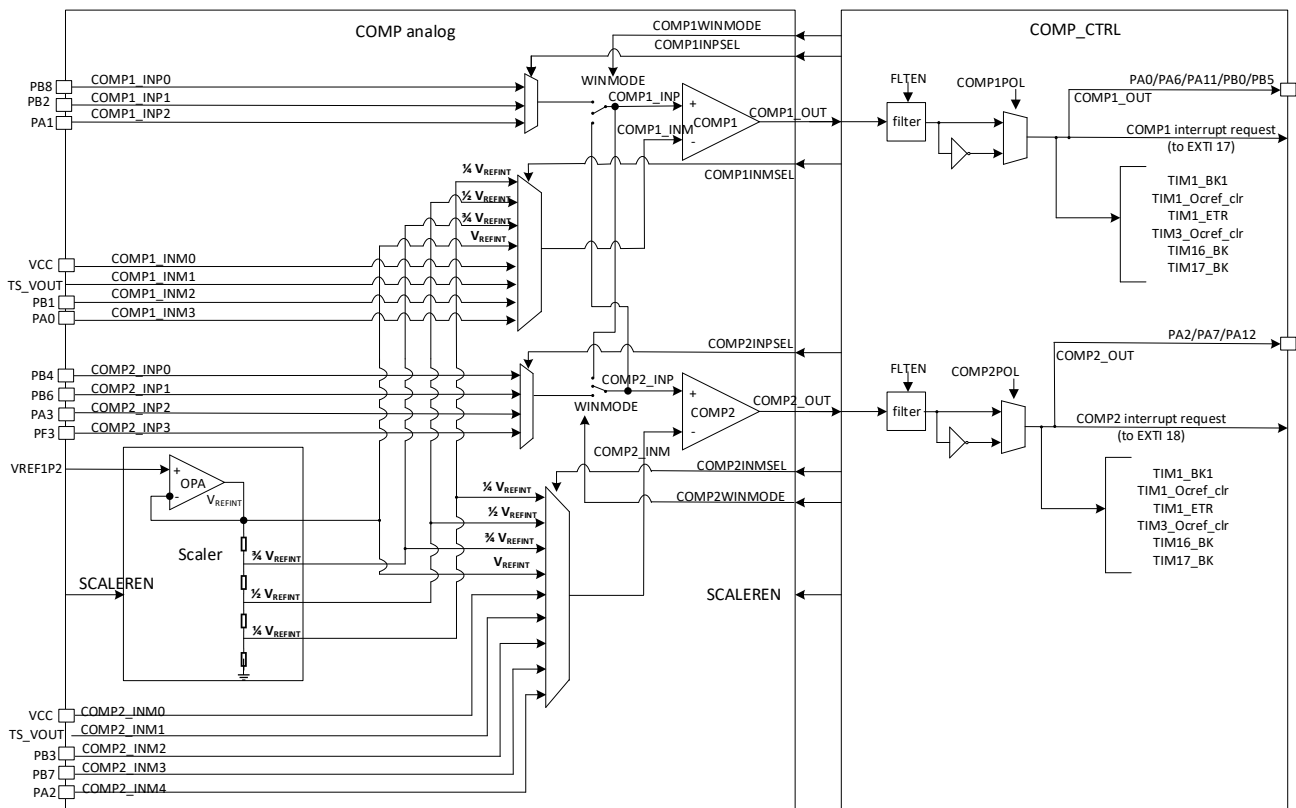 COMP analog
COMP_CTRL
COMP1WINMODE
COMP1INPSEL
WINMODE
PB8
COMP1_INP0
PB2
COMP1_INP1
PA1
COMP1_INP2
COMP1_INP
COMP1_INM
+
-
COMP1
COMP1_OUT
FLTEN
filter
COMP1POL
PA0/PA6/PA11/PB0/PB5
COMP1_OUT
COMP1 interrupt request
(to EXTI 17)
COMP1INMSEL
TIM1_BK1
TIM1_Ocref_clr
TIM1_ETR
TIM3_Ocref_clr
TIM16_BK
TIM17_BK
¼ VREFINT
½ VREFINT
¾ VREFINT
VREFINT
VCC
COMP1_INM0
TS_VOUT
COMP1_INM1
PB1
COMP1_INM2
PA0
COMP1_INM3
COMP2INPSEL
PB4
COMP2_INP0
PB6
COMP2_INP1
PA3
COMP2_INP2
PF3
COMP2_INP3
COMP2_INP
WINMODE
+
-
COMP2
COMP2_OUT
COMP2_INM
FLTEN
filter
COMP2POL
PA2/PA7/PA12
COMP2_OUT
COMP2 interrupt request
(to EXTI 18)
COMP2INMSEL
COMP2WINMODE
TIM1_BK1
TIM1_Ocref_clr
TIM1_ETR
TIM3_Ocref_clr
TIM16_BK
TIM17_BK
VREF1P2
+
-
OPA
VREFINT
Scaler
¾ VREFINT
½ VREFINT
¼ VREFINT
SCALEREN
¼ VREFINT
½ VREFINT
¾ VREFINT
VREFINT
SCALEREN
VCC
COMP2_INM0
TS_VOUT
COMP2_INM1
PB3
COMP2_INM2
PB7
COMP2_INM3
PA2
COMP2_INM4